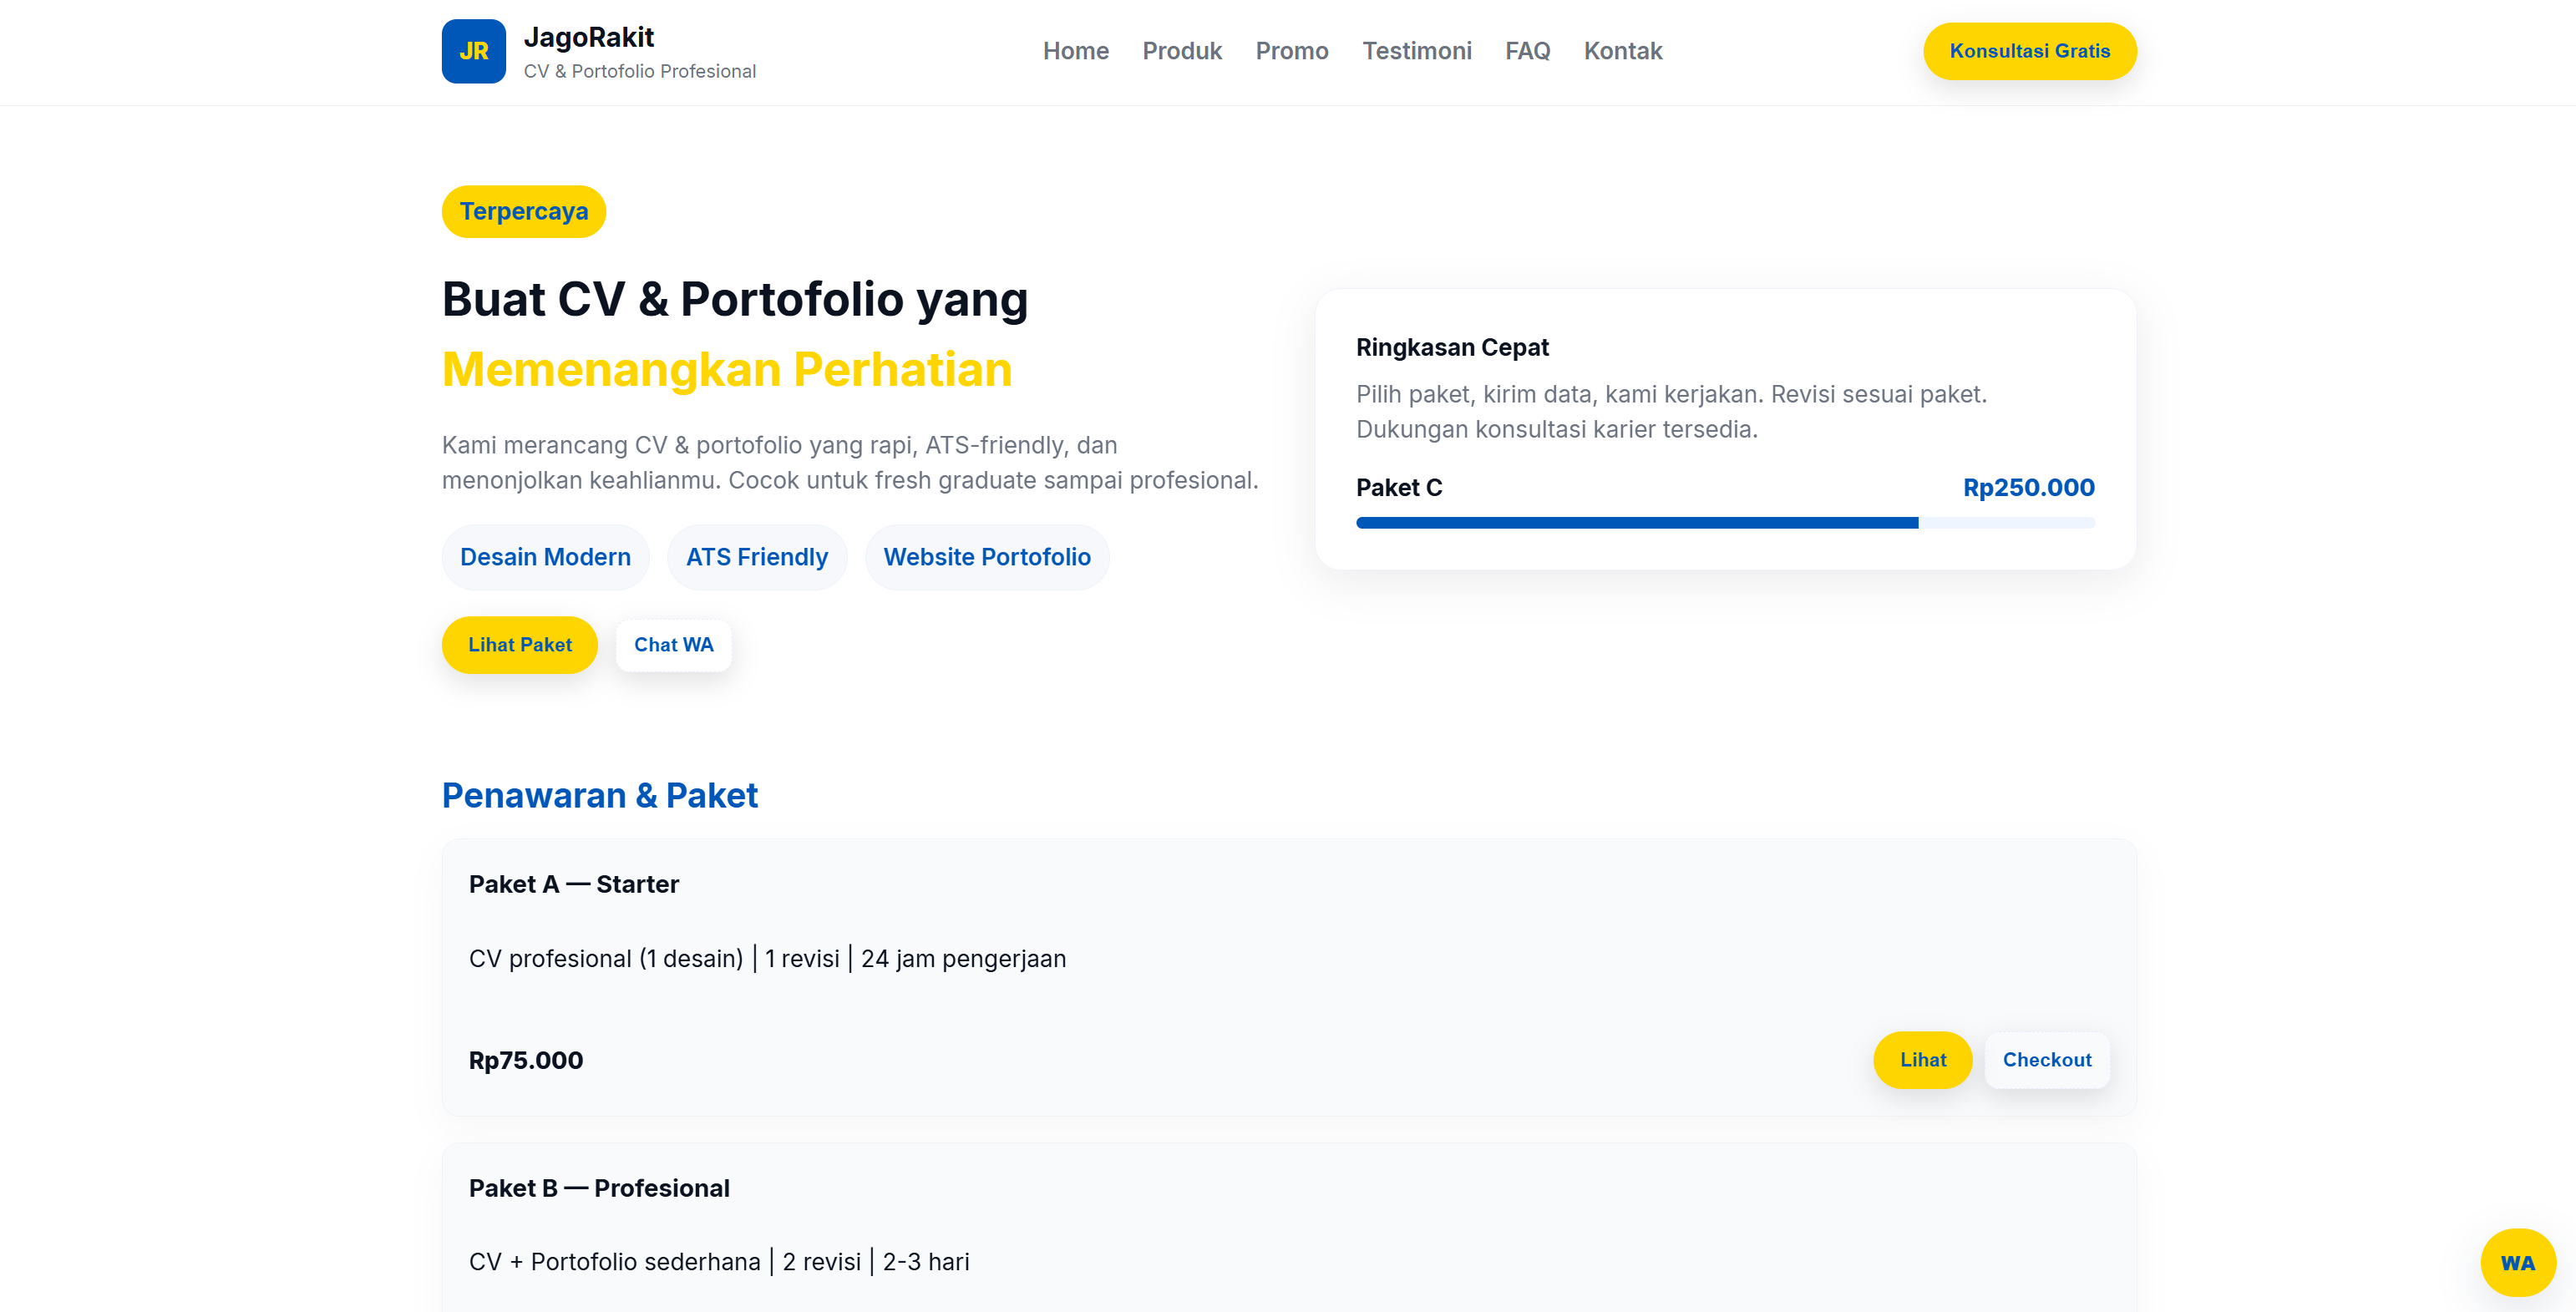 JR
JagoRakit
CV & Portofolio Profesional
Home
Produk
Promo
Testimoni
FAQ
Kontak
Konsultasi Gratis
Terpercaya
Buat CV & Portofolio yang
Memenangkan Perhatian
Kami merancang CV & portofolio yang rapi, ATS-friendly, dan
menonjolkan keahlianmu. Cocok untuk fresh graduate sampai profesional.
Desain Modern
ATS Friendly
Website Portofolio
Lihat Paket
Chat WA
Ringkasan Cepat
Pilih paket, kirim data, kami kerjakan. Revisi sesuai paket.
Dukungan konsultasi karier tersedia.
Paket C
Rp250.000
Penawaran & Paket
Paket A — Starter
CV profesional (1 desain) | 1 revisi | 24 jam pengerjaan
Rp75.000
Lihat
Checkout
Paket B — Profesional
CV + Portofolio sederhana | 2 revisi | 2-3 hari
WA